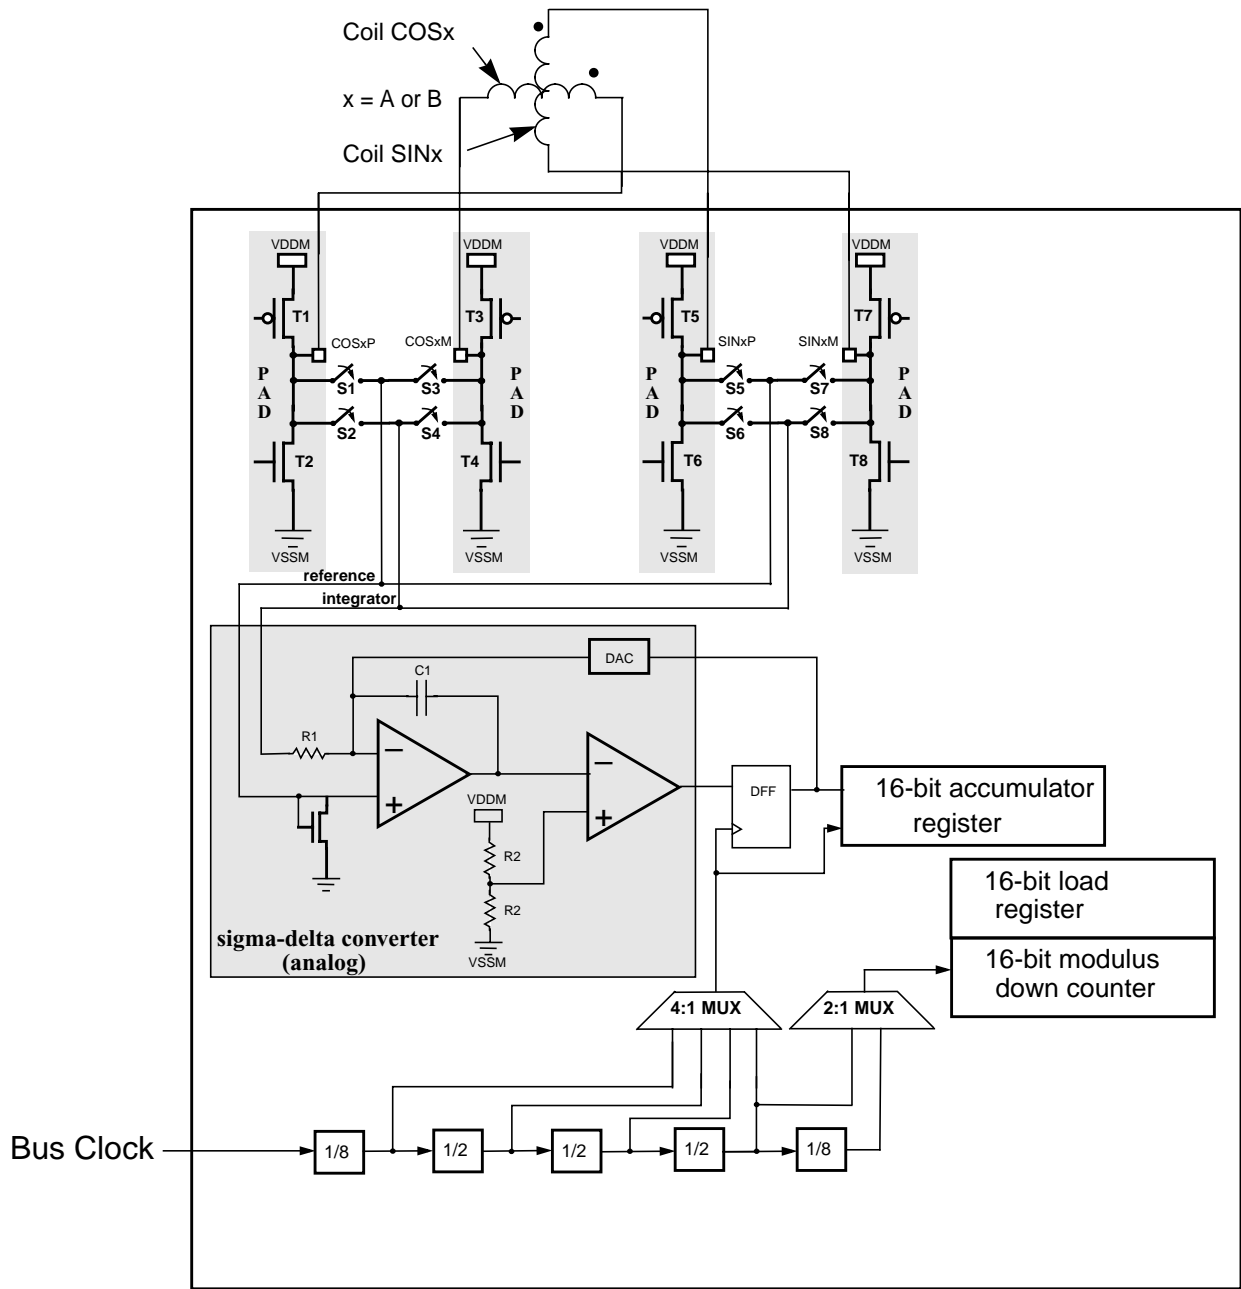 Coil COSx
x = A or B
Coil SINx
VDDM
VDDM
VDDM
VDDM
T1
T3
T5
T7
COSxP
COSxM
SINxP
SINxM
PAD
PAD
PAD
PAD
S1
S3
S5
S7
S2
S4
S6
S8
T2
T4
T6
T8
VSSM
VSSM
VSSM
VSSM
reference
integrator
DAC
C1
R1
−
+
−
+
VDDM
R2
R2
VSSM
DFF
16-bit accumulator
register
16-bit load
register
16-bit modulus
down counter
sigma-delta converter
(analog)
4:1 MUX
2:1 MUX
Bus Clock
1/8
1/2
1/2
1/2
1/8